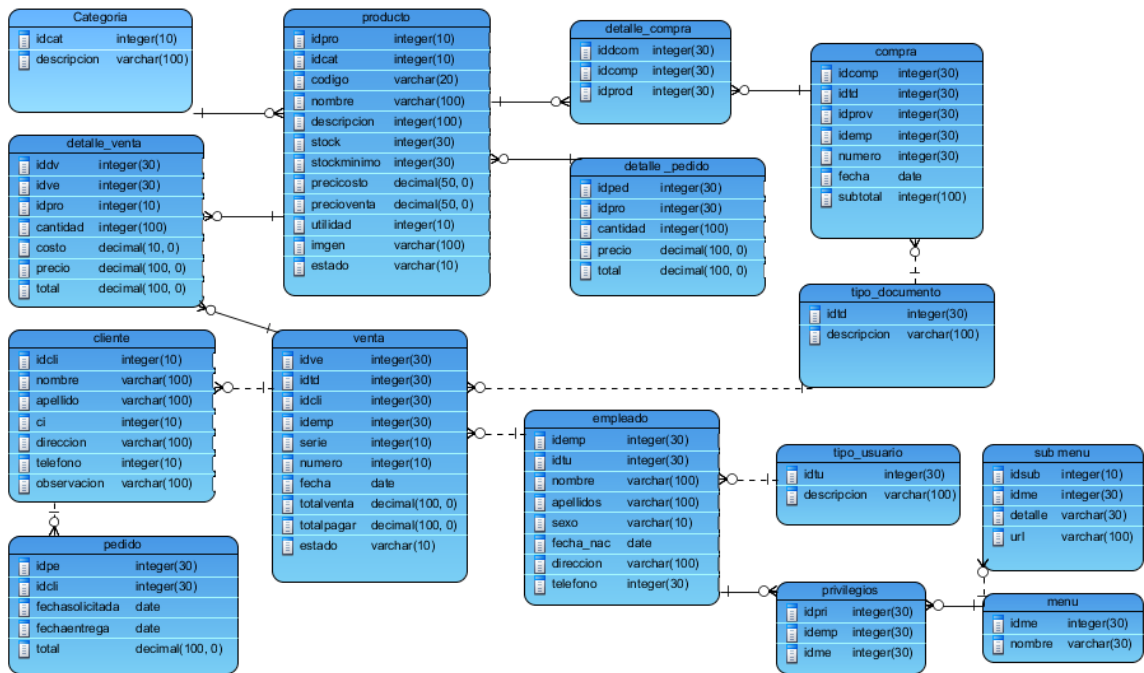 Categoria
idcat integer(10)
descripcion varchar(100)
producto
idpro integer(10)
idcat integer(10)
codigo varchar(20)
nombre varchar(100)
descripcion integer(100)
stock integer(30)
stockminimo integer(30)
precicosto decimal(50, 0)
precioventa decimal(50, 0)
utilidad integer(10)
imgen varchar(100)
estado varchar(10)
detalle_compra
iddcom integer(30)
idcomp integer(30)
idprod integer(30)
compra
idcomp integer(30)
idtd integer(30)
idprov integer(30)
idemp integer(30)
numero integer(30)
fecha date
subtotal integer(100)
detalle_venta
iddv integer(30)
idve integer(30)
idpro integer(10)
cantidad integer(100)
costo decimal(10, 0)
precio decimal(100, 0)
total decimal(100, 0)
detalle _pedido
idped integer(30)
idpro integer(30)
cantidad integer(100)
precio decimal(100, 0)
total decimal(100, 0)
tipo_documento
idtd integer(30)
descripcion varchar(100)
cliente
idcli integer(10)
nombre varchar(100)
apellido varchar(100)
ci integer(10)
direccion varchar(100)
telefono integer(10)
observacion varchar(100)
venta
idve integer(30)
idtd integer(30)
idcli integer(30)
idemp integer(30)
serie integer(10)
numero integer(10)
fecha date
totalventa decimal(100, 0)
totalpagar decimal(100, 0)
estado varchar(10)
empleado
idemp integer(30)
idtu integer(30)
nombre varchar(100)
apellidos varchar(100)
sexo varchar(10)
fecha_nac date
direccion varchar(100)
telefono integer(30)
tipo_usuario
idtu integer(30)
descripcion varchar(100)
sub menu
idsub integer(10)
idme integer(30)
detalle varchar(30)
url varchar(100)
pedido
idpe integer(30)
idcli integer(30)
fechasolicitada date
fechaentrega date
total decimal(100, 0)
privilegios
idpri integer(30)
idemp integer(30)
idme integer(30)
menu
idme integer(30)
nombre varchar(30)